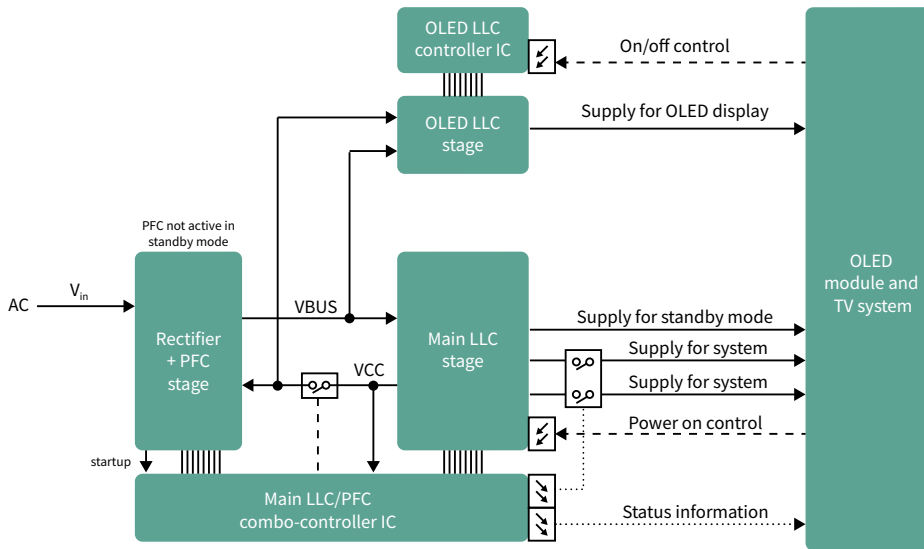 OLED LLC
controller IC
On/off control
OLED LLC
stage
Supply for OLED display
PFC not active in
standby mode
AC
Vin
Rectifier
+ PFC
stage
VBUS
VCC
Main LLC
stage
Supply for standby mode
Supply for system
Supply for system
Power on control
OLED
module and
TV system
startup
Main LLC/PFC
combo-controller IC
Status information